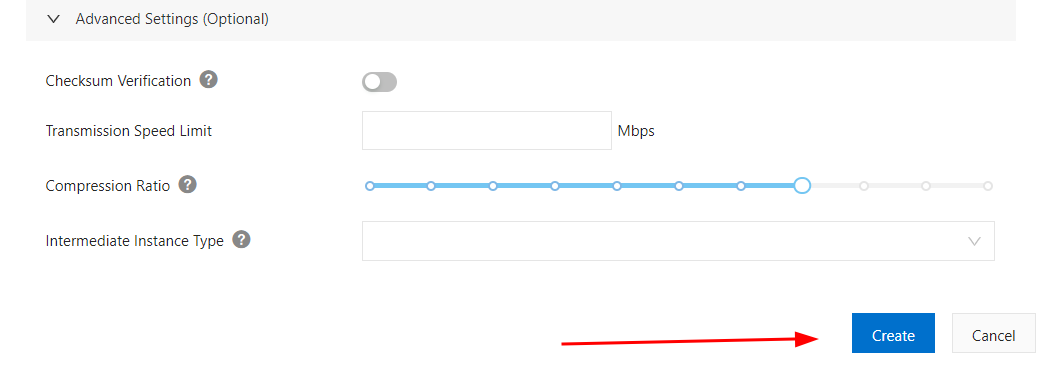 Advanced Settings (Optional)
Checksum Verification ?
Transmission Speed Limit Mbps
Compression Ratio ?
Intermediate Instance Type ?
Create Cancel